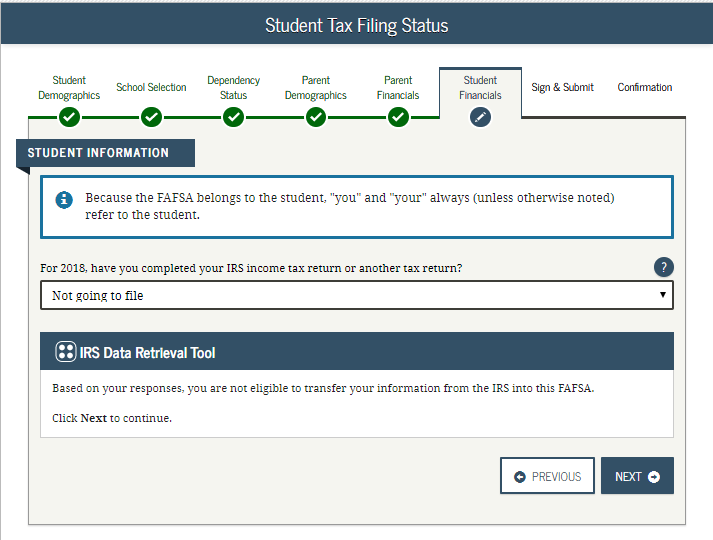 Student Tax Filing Status
Student Demographics
School Selection
Dependency Status
Parent Demographics
Parent Financials
Student Financials
Sign & Submit
Confirmation
STUDENT INFORMATION
Because the FAFSA belongs to the student, "you" and "your" always (unless otherwise noted)
refer to the student.
For 2018, have you completed your IRS income tax return or another tax return?
?
Not going to file
IRS Data Retrieval Tool
Based on your responses, you are not eligible to transfer your information from the IRS into this FAFSA.
Click Next to continue.
PREVIOUS
NEXT